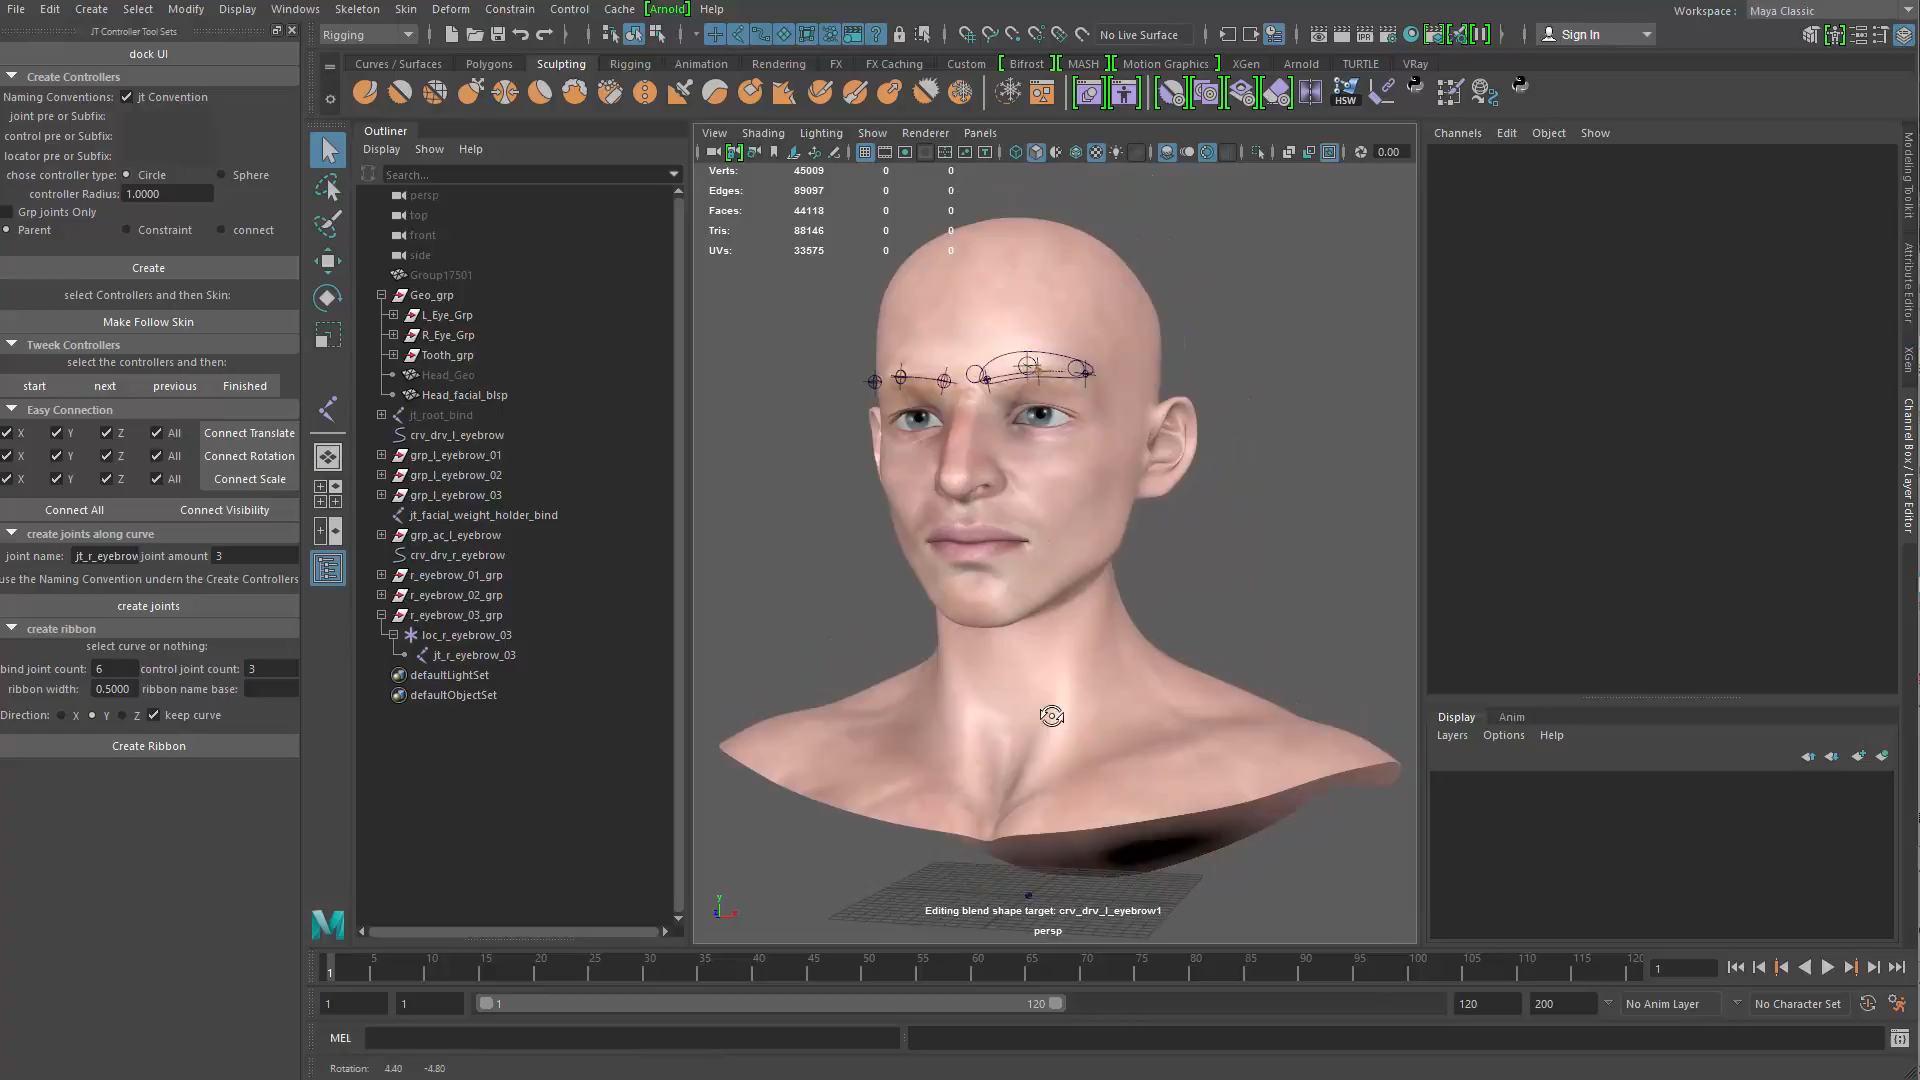 File Edit Create Select Modify Display Windows Skeleton Skin Deform Constrain Control Cache Arnold Help
Workspace : Maya Classic
JT Controller Tool Sets
Rigging
No Live Surface
Sign In
dock UI
Curves / Surfaces Polygons Sculpting Rigging Animation Rendering FX FX Caching Custom Bifrost MASH Motion Graphics XGen Arnold TURTLE VRay
Create Controllers
Naming Conventions: jt Convention
HSW
joint pre or Subfix:
control pre or Subfix:
locator pre or Subfix:
chose controller type: Circle Sphere
controller Radius: 1.0000
Grp joints Only
Parent Constraint connect
Create
select Controllers and then Skin:
Make Follow Skin
Tweek Controllers
select the controllers and then:
start next previous Finished
Easy Connection
X Y Z All Connect Translate
X Y Z All Connect Rotation
X Y Z All Connect Scale
Connect All Connect Visibility
create joints along curve
joint name: jt_r_eyebrow joint amount 3
use the Naming Convention undern the Create Controllers
create joints
create ribbon
select curve or nothing:
bind joint count: 6 control joint count: 3
ribbon width: 0.5000 ribbon name base:
Direction: X Y Z keep curve
Create Ribbon
Outliner
Display Show Help
Search...
persp
top
front
side
Group17501
Geo_grp
L_Eye_Grp
R_Eye_Grp
Tooth_grp
Head_Geo
Head_facial_blsp
jt_root_bind
crv_drv_l_eyebrow
grp_l_eyebrow_01
grp_l_eyebrow_02
grp_l_eyebrow_03
jt_facial_weight_holder_bind
grp_ac_l_eyebrow
crv_drv_r_eyebrow
r_eyebrow_01_grp
r_eyebrow_02_grp
r_eyebrow_03_grp
loc_r_eyebrow_03
jt_r_eyebrow_03
defaultLightSet
defaultObjectSet
View Shading Lighting Show Renderer Panels
0.00
Verts: 45009 0 0
Edges: 89097 0 0
Faces: 44118 0 0
Tris: 88146 0 0
UVs: 33575 0 0
Editing blend shape target: crv_drv_l_eyebrow1
persp
Channels Edit Object Show
Modeling Toolkit
Attribute Editor
XGen
Channel Box / Layer Editor
Display Anim
Layers Options Help
1 5 10 15 20 25 30 35 40 45 50 55 60 65 70 75 80 85 90 95 100 105 110 115 120 1
1 1 1 120 120 200 No Anim Layer No Character Set
MEL
Rotation: 4.40 -4.80